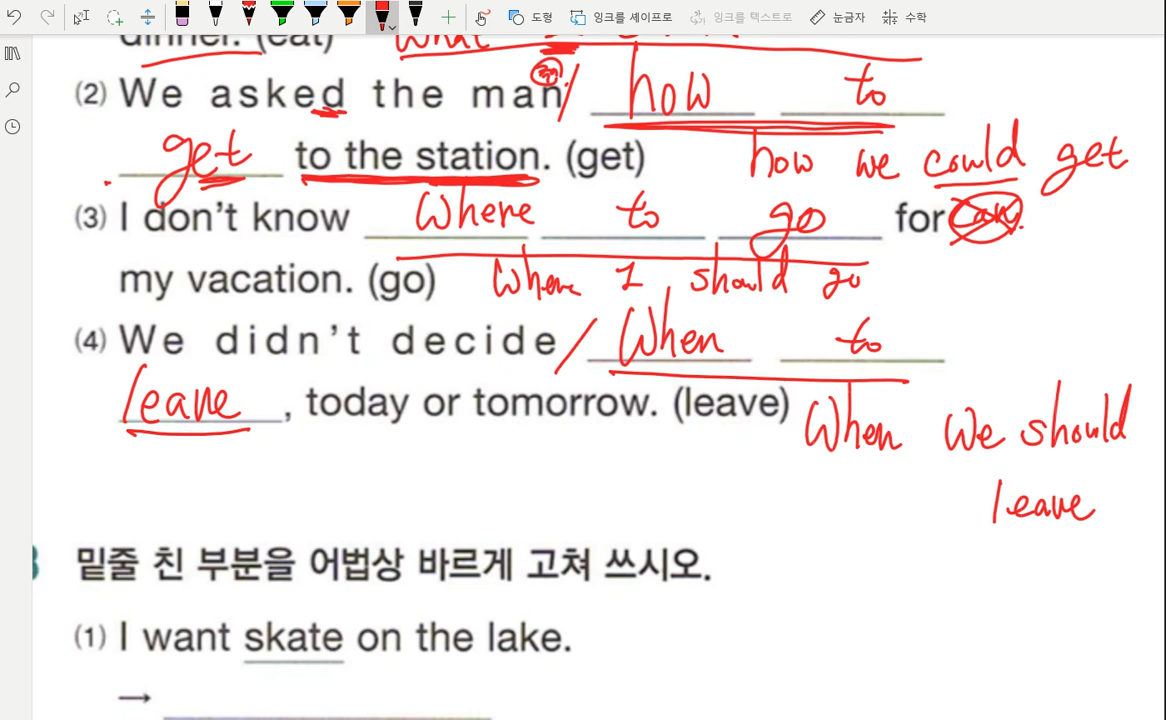 도형 잉크를 셰이프로 잉크를 텍스트로 눈금자 수학
dinner. (eat) What
(2) We asked the man / how to
get to the station. (get) how we could get
(3) I don't know Where to go for can
my vacation. (go) Where I should go
(4) We didn't decide / When to
leave, today or tomorrow. (leave) When we should
leave
밑줄 친 부분을 어법상 바르게 고쳐 쓰시오.
(1) I want skate on the lake.
→